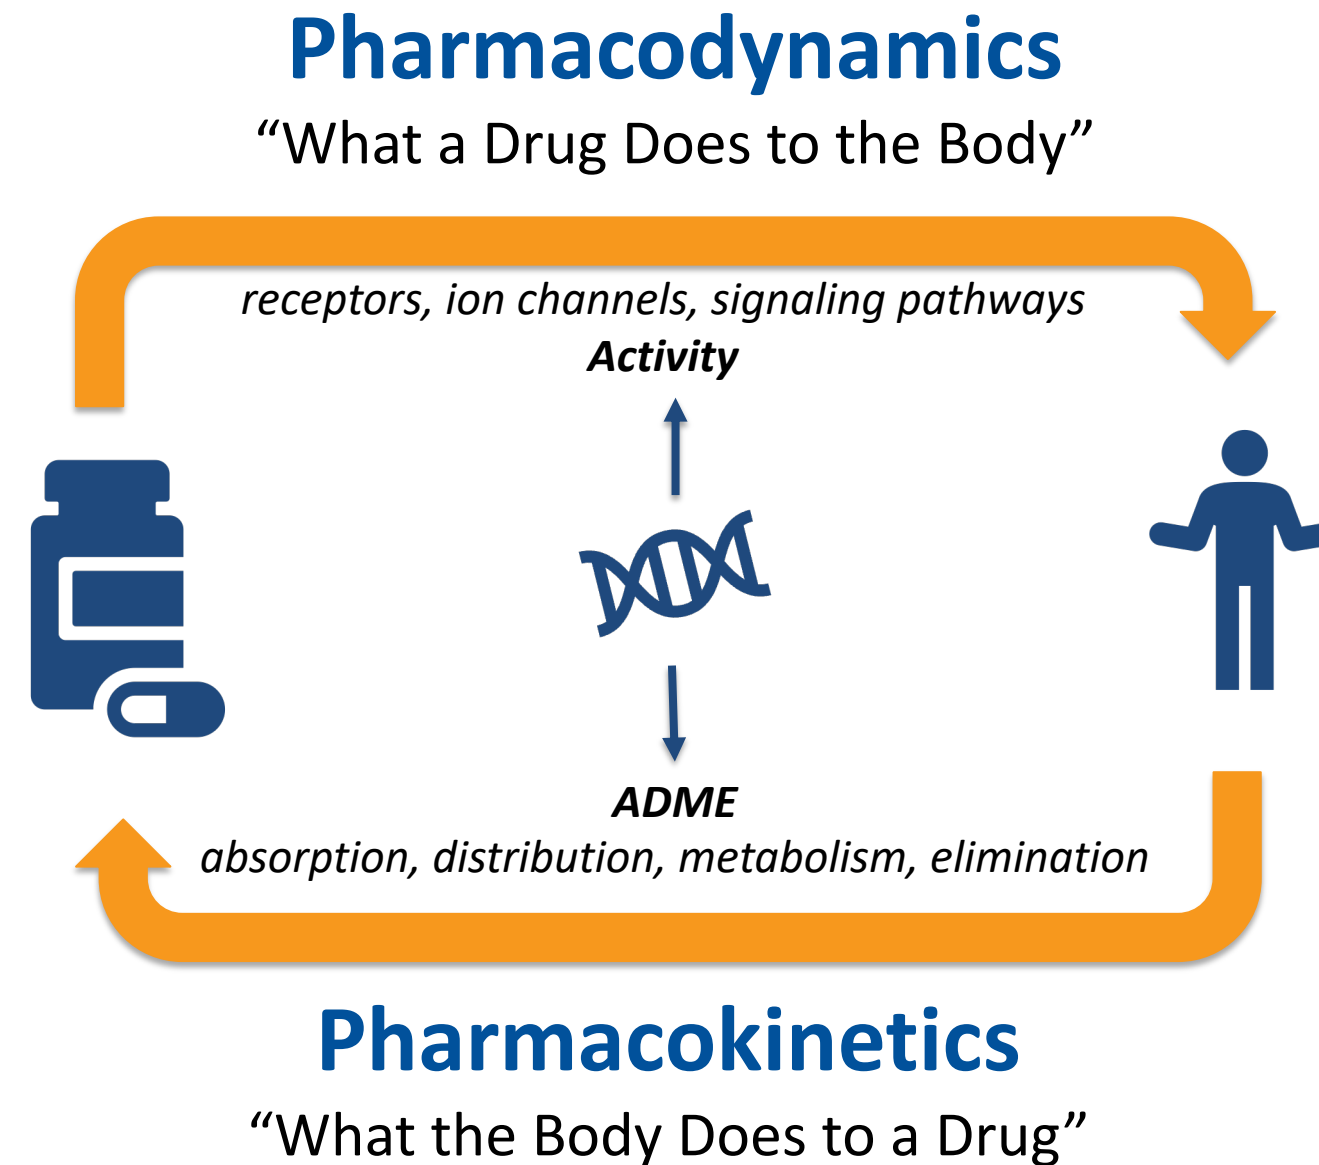 Pharmacodynamics
“What a Drug Does to the Body”
receptors, ion channels, signaling pathways
Activity
ADME
absorption, distribution, metabolism, elimination
Pharmacokinetics
“What the Body Does to a Drug”